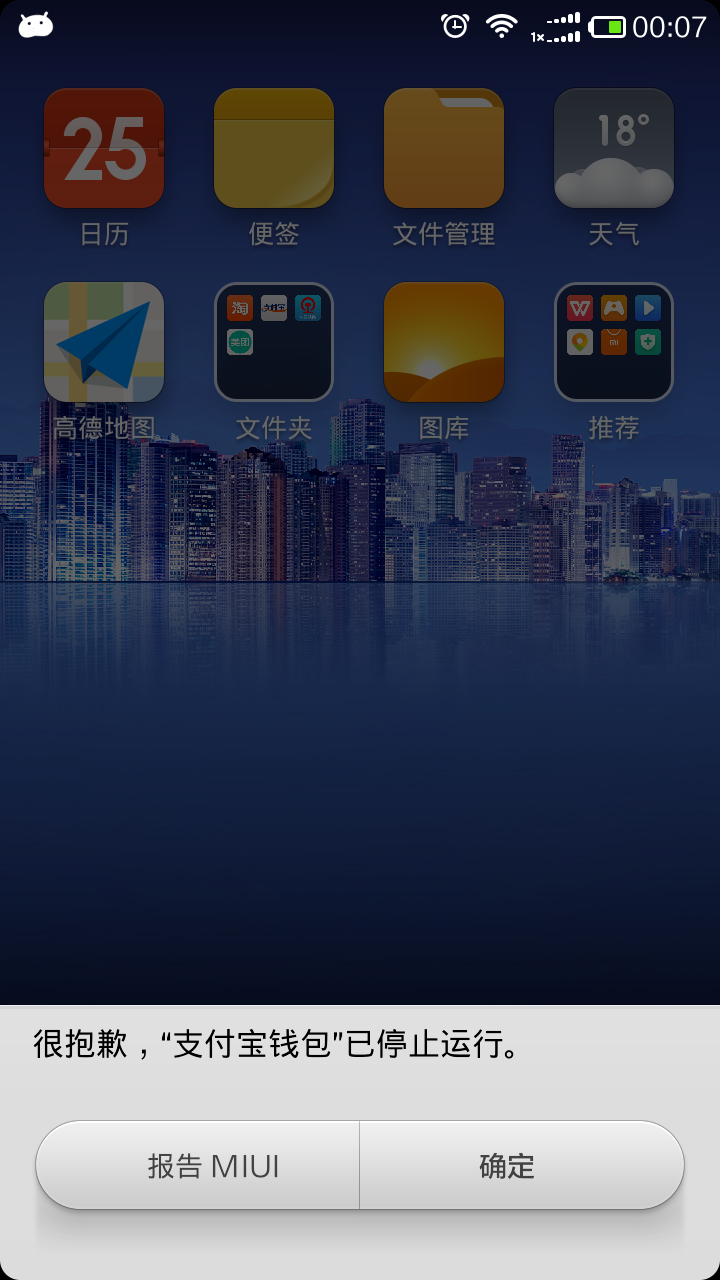 1× 00:07
25 18°
日历 便签 文件管理 天气
淘 支付宝
美团 MI
高德地图 文件夹 图库 推荐
很抱歉，“支付宝钱包”已停止运行。
报告 MIUI 确定